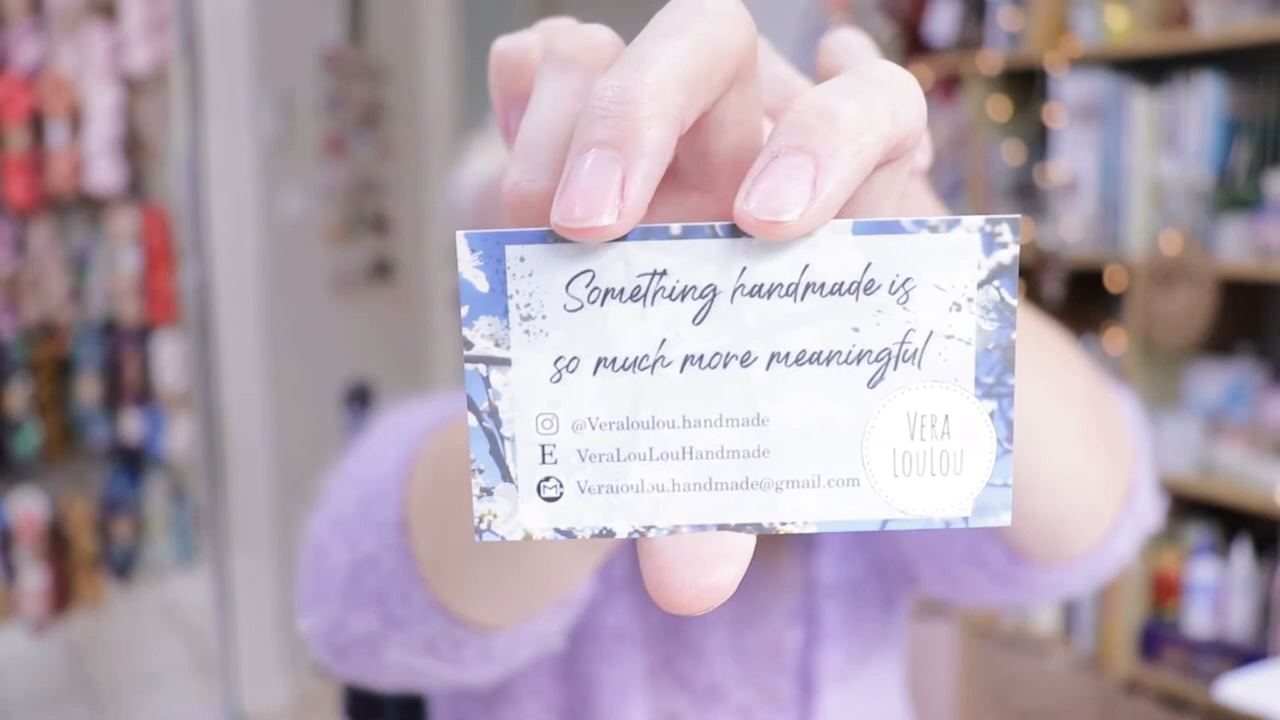 Something handmade is
so much more meaningful
@Veraloulou.handmade
E VeraLouLouHandmade
Veraloulou.handmade@gmail.com
VERA
LOULOU